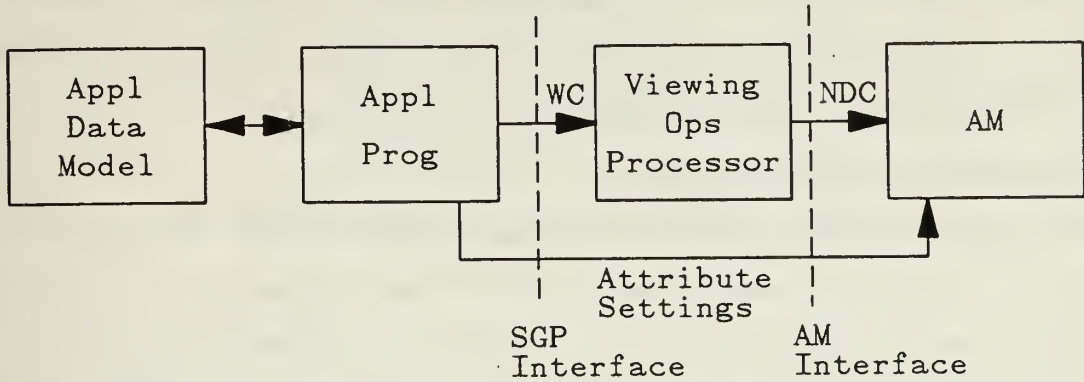 Appl
Data
Model
Appl
Prog
WC
Viewing
Ops
Processor
NDC
AM
Attribute
Settings
SGP
Interface
AM
Interface